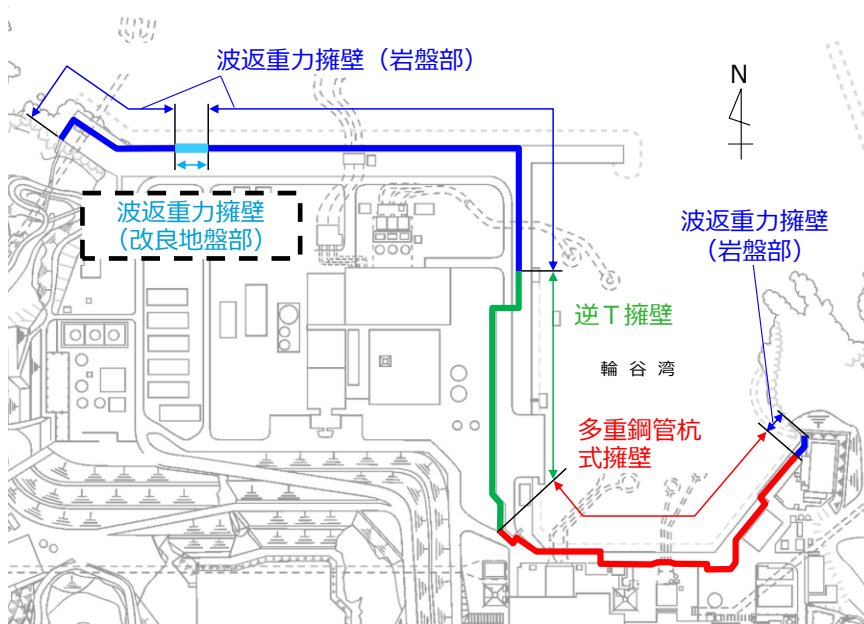 波返重力擁壁（岩盤部）
N
波返重力擁壁
（改良地盤部）
波返重力擁壁
（岩盤部）
逆Ｔ擁壁
輪谷湾
多重鋼管杭
式擁壁